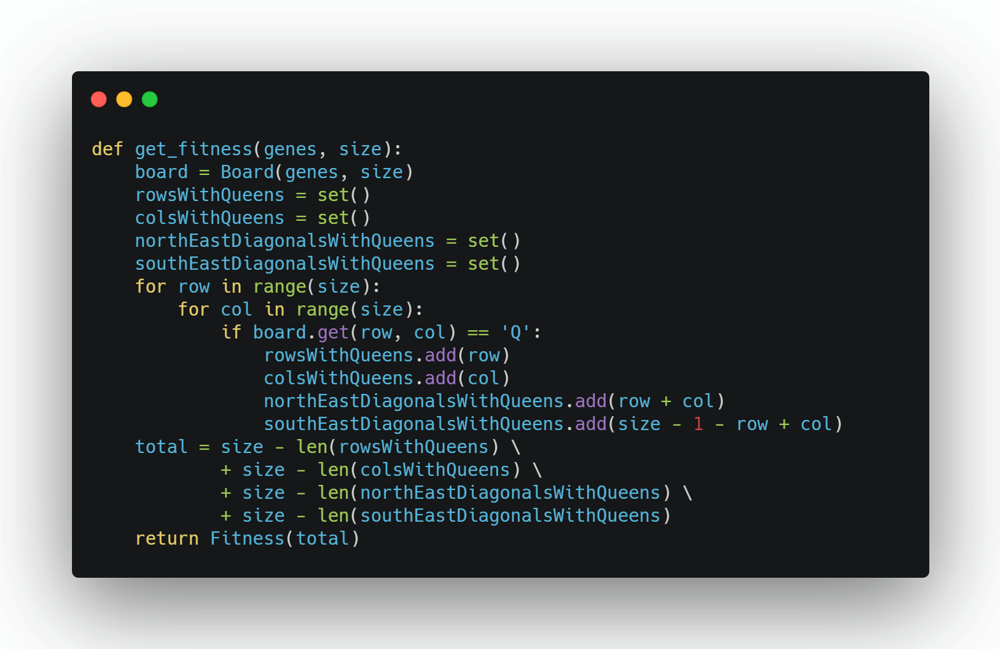 def get_fitness(genes, size):
    board = Board(genes, size)
    rowsWithQueens = set()
    colsWithQueens = set()
    northEastDiagonalsWithQueens = set()
    southEastDiagonalsWithQueens = set()
    for row in range(size):
        for col in range(size):
            if board.get(row, col) == 'Q':
                rowsWithQueens.add(row)
                colsWithQueens.add(col)
                northEastDiagonalsWithQueens.add(row + col)
                southEastDiagonalsWithQueens.add(size - 1 - row + col)
    total = size - len(rowsWithQueens) \
            + size - len(colsWithQueens) \
            + size - len(northEastDiagonalsWithQueens) \
            + size - len(southEastDiagonalsWithQueens)
    return Fitness(total)